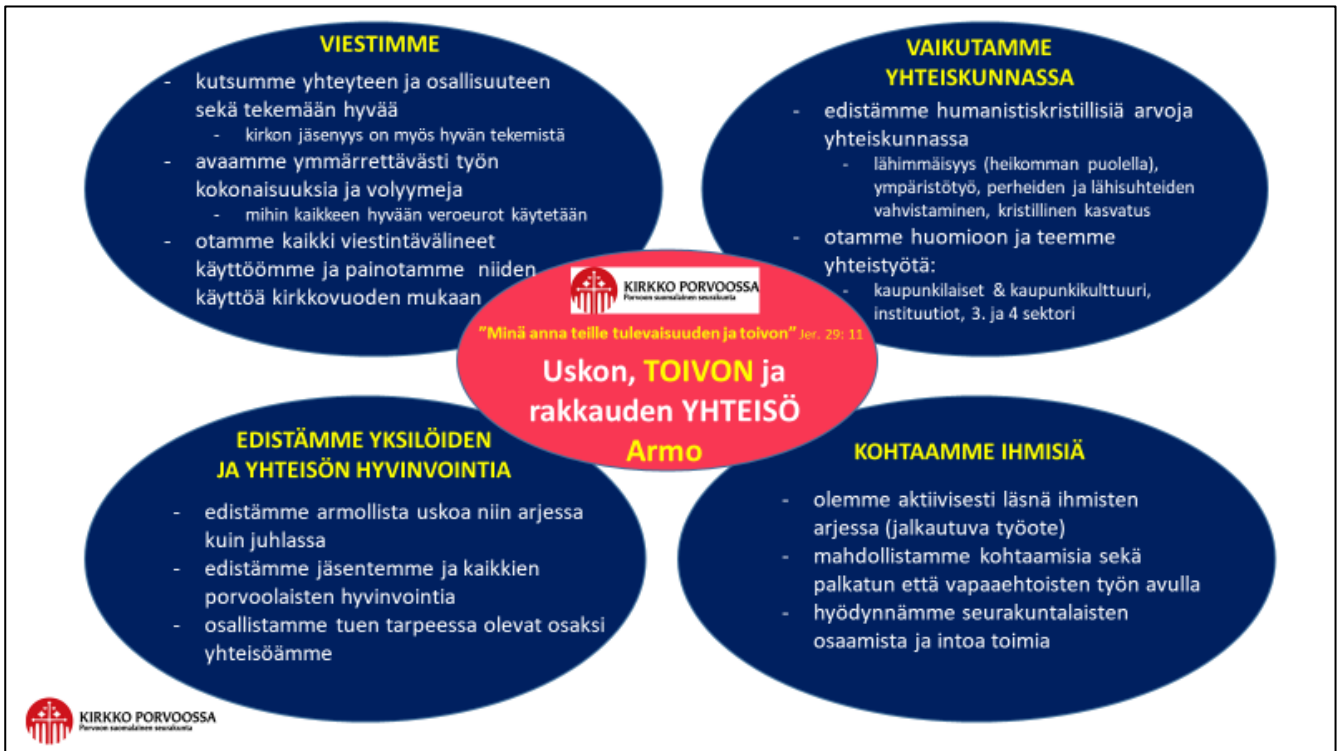 VIESTIMME
- kutsumme yhteyteen ja osallisuuteen
sekä tekemään hyvää
- kirkon jäsenyys on myös hyvän tekemistä
- avaamme ymmärrettävästi työn
kokonaisuuksia ja volyymeja
- mihin kaikkeen hyvään veroeurot käytetään
- otamme kaikki viestintävälineet
käyttöömme ja painotamme niiden
käyttöä kirkkovuoden mukaan
VAIKUTAMME
YHTEISKUNNASSA
- edistämme humanistiskristillisiä arvoja
yhteiskunnassa
- lähimmäisyys (heikomman puolella),
ympäristötyö, perheiden ja lähisuhteiden
vahvistaminen, kristillinen kasvatus
- otamme huomioon ja teemme
yhteistyötä:
- kaupunkilaiset & kaupunkikulttuuri,
instituutiot, 3. ja 4 sektori
KIRKKO PORVOOSSA
Porvoon suomalainen seurakunta
"Minä anna teille tulevaisuuden ja toivon" Jer. 29: 11
Uskon, TOIVON ja
rakkauden YHTEISÖ
Armo
EDISTÄMME YKSILÖIDEN
JA YHTEISÖN HYVINVOINTIA
- edistämme armollista uskoa niin arjessa
kuin juhlassa
- edistämme jäsentemme ja kaikkien
porvoolaisten hyvinvointia
- osallistamme tuen tarpeessa olevat osaksi
yhteisöämme
KOHTAAMME IHMISIÄ
- olemme aktiivisesti läsnä ihmisten
arjessa (jalkautuva työote)
- mahdollistamme kohtaamisia sekä
palkatun että vapaaehtoisten työn avulla
- hyödynnämme seurakuntalaisten
osaamista ja intoa toimia
KIRKKO PORVOOSSA
Porvoon suomalainen seurakunta